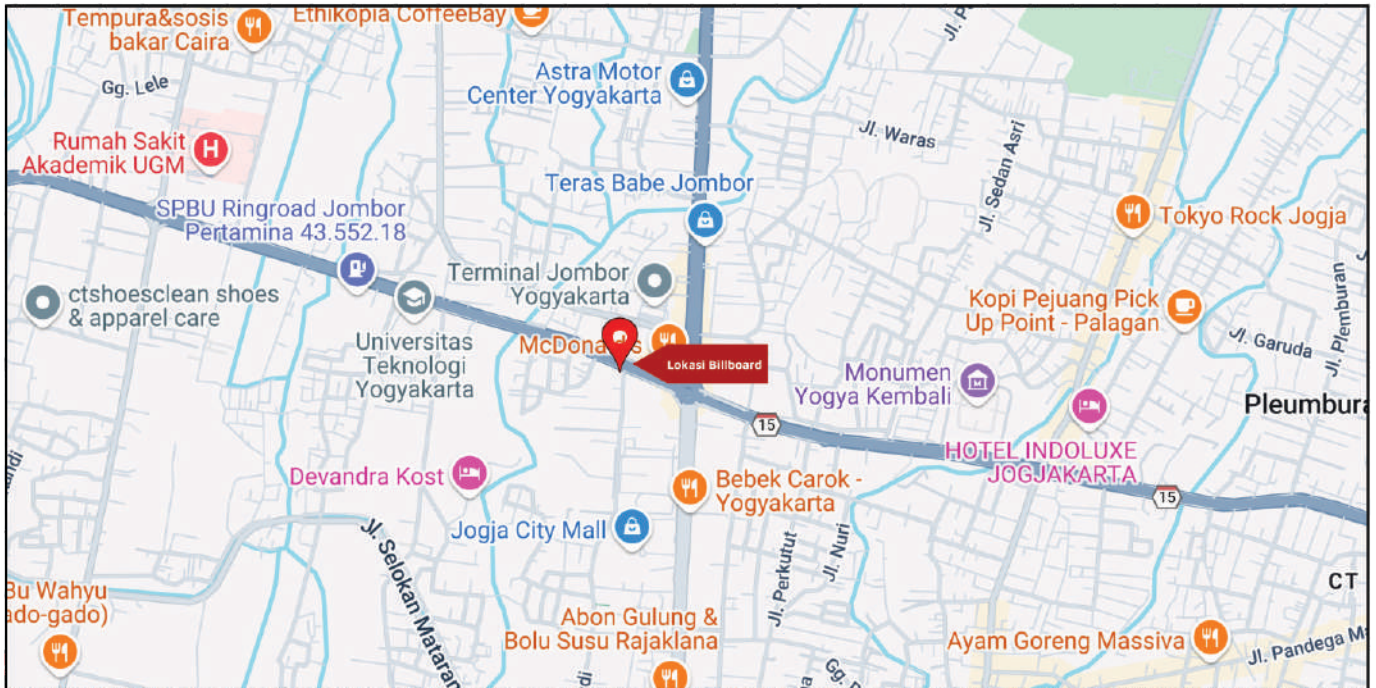 Tempura&sosis
bakar Caira
Ethikopia CoffeeBay
Gg. Lele
Astra Motor
Center Yogyakarta
Jl. Waras
Rumah Sakit
Akademik UGM
Jl. Sedan Asri
Teras Babe Jombor
SPBU Ringroad Jombor
Pertamina 43.552.18
Tokyo Rock Jogja
Terminal Jombor
Yogyakarta
ctshoesclean shoes
& apparel care
Kopi Pejuang Pick
Up Point - Palagan
Jl. Plemburan
Jl. Garuda
Universitas
Teknologi
Yogyakarta
Lokasi Billboard
Monumen
Yogya Kembali
Pleumbura
15
HOTEL INDOLUXE
JOGJAKARTA
15
Devandra Kost
Bebek Carok -
Yogyakarta
Jogja City Mall
Jl. Selokan Mataran
Jl. Perkutut
Jl. Nuri
CT
Bu Wahyu
ado-gado)
Abon Gulung &
Bolu Susu Rajaklana
Ayam Goreng Massiva
Jl. Pandega Ma
Gg.